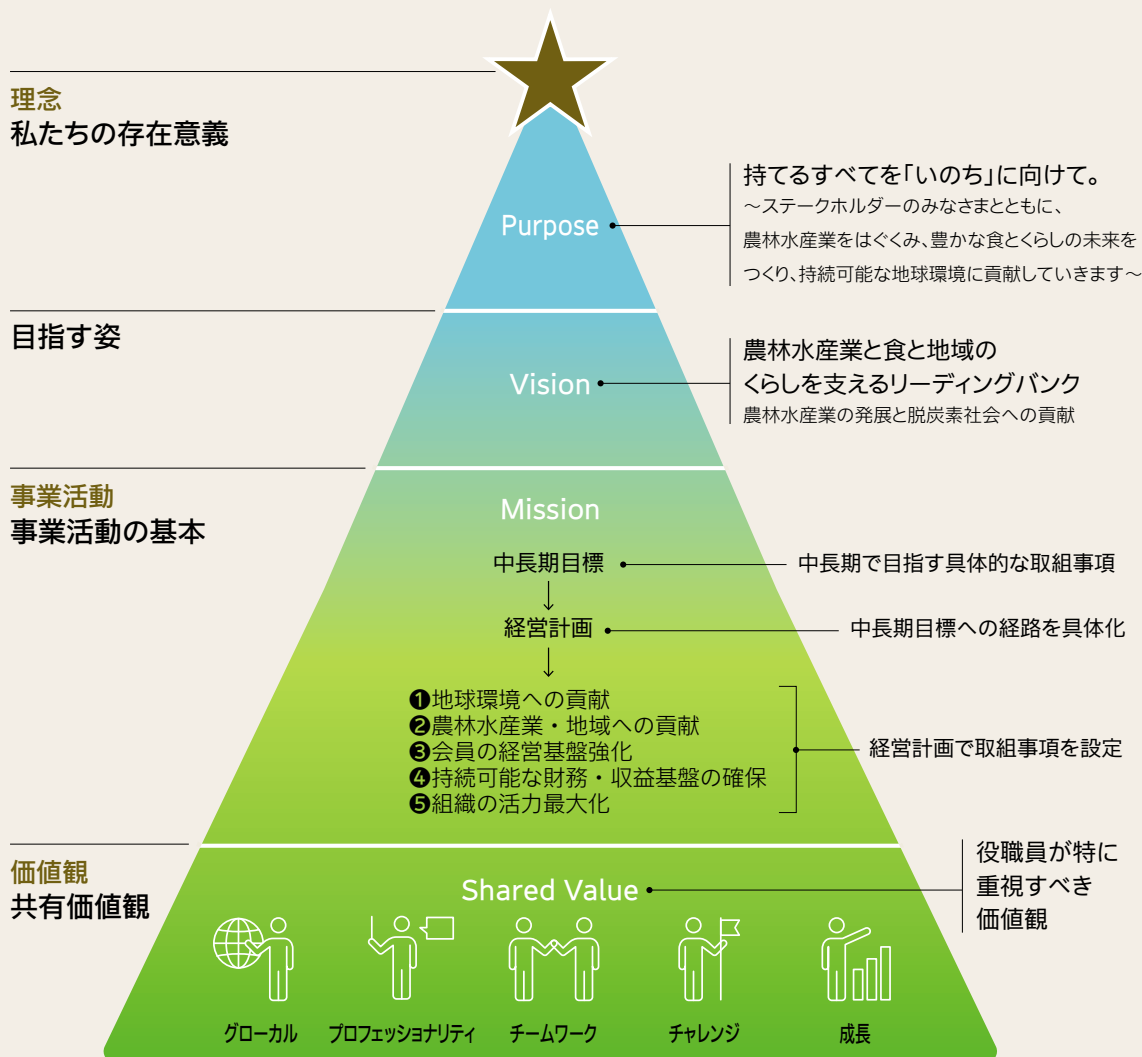 理念
私たちの存在意義
Purpose
持てるすべてを「いのち」に向けて。
～ステークホルダーのみなさまとともに、
農林水産業をはぐくみ、豊かな食とくらしの未来を
つくり、持続可能な地球環境に貢献していきます～
目指す姿
Vision
農林水産業と食と地域の
くらしを支えるリーディングバンク
農林水産業の発展と脱炭素社会への貢献
事業活動
事業活動の基本
Mission
中長期目標
中長期で目指す具体的な取組事項
↓
経営計画
中長期目標への経路を具体化
↓
❶地球環境への貢献
❷農林水産業・地域への貢献
❸会員の経営基盤強化
❹持続可能な財務・収益基盤の確保
❺組織の活力最大化
経営計画で取組事項を設定
価値観
共有価値観
Shared Value
役職員が特に
重視すべき
価値観
グローカル
プロフェッショナリティ
チームワーク
チャレンジ
成長